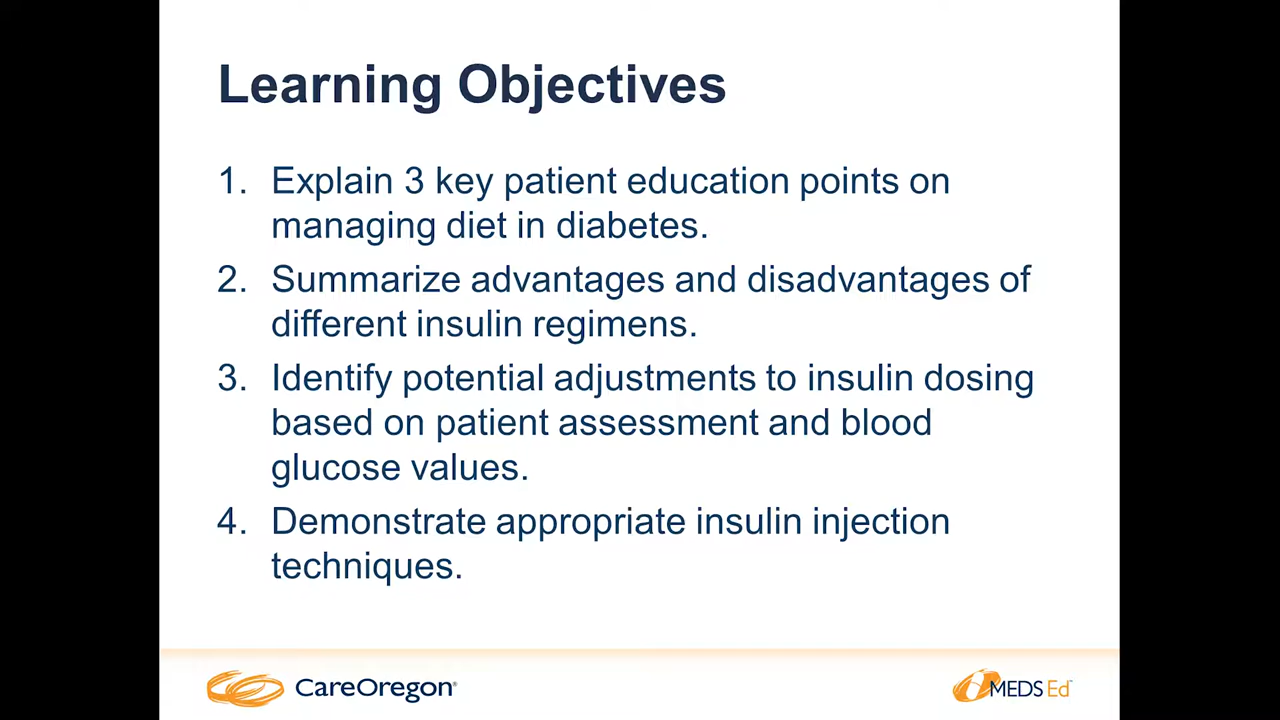 Learning Objectives
1. Explain 3 key patient education points on
managing diet in diabetes.
2. Summarize advantages and disadvantages of
different insulin regimens.
3. Identify potential adjustments to insulin dosing
based on patient assessment and blood
glucose values.
4. Demonstrate appropriate insulin injection
techniques.
CareOregon®
MEDS Ed™